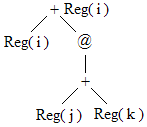 + Reg(i)
Reg(i) @
+
Reg(j) Reg(k)